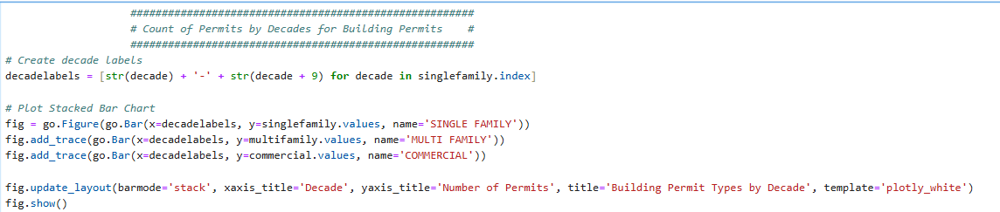 #######################################################
# Count of Permits by Decades for Building Permits    #
#######################################################
# Create decade labels
decadelabels = [str(decade) + '-' + str(decade + 9) for decade in singlefamily.index]
# Plot Stacked Bar Chart
fig = go.Figure(go.Bar(x=decadelabels, y=singlefamily.values, name='SINGLE FAMILY'))
fig.add_trace(go.Bar(x=decadelabels, y=multifamily.values, name='MULTI FAMILY'))
fig.add_trace(go.Bar(x=decadelabels, y=commercial.values, name='COMMERCIAL'))
fig.update_layout(barmode='stack', xaxis_title='Decade', yaxis_title='Number of Permits', title='Building Permit Types by Decade', template='plotly_white')
fig.show()